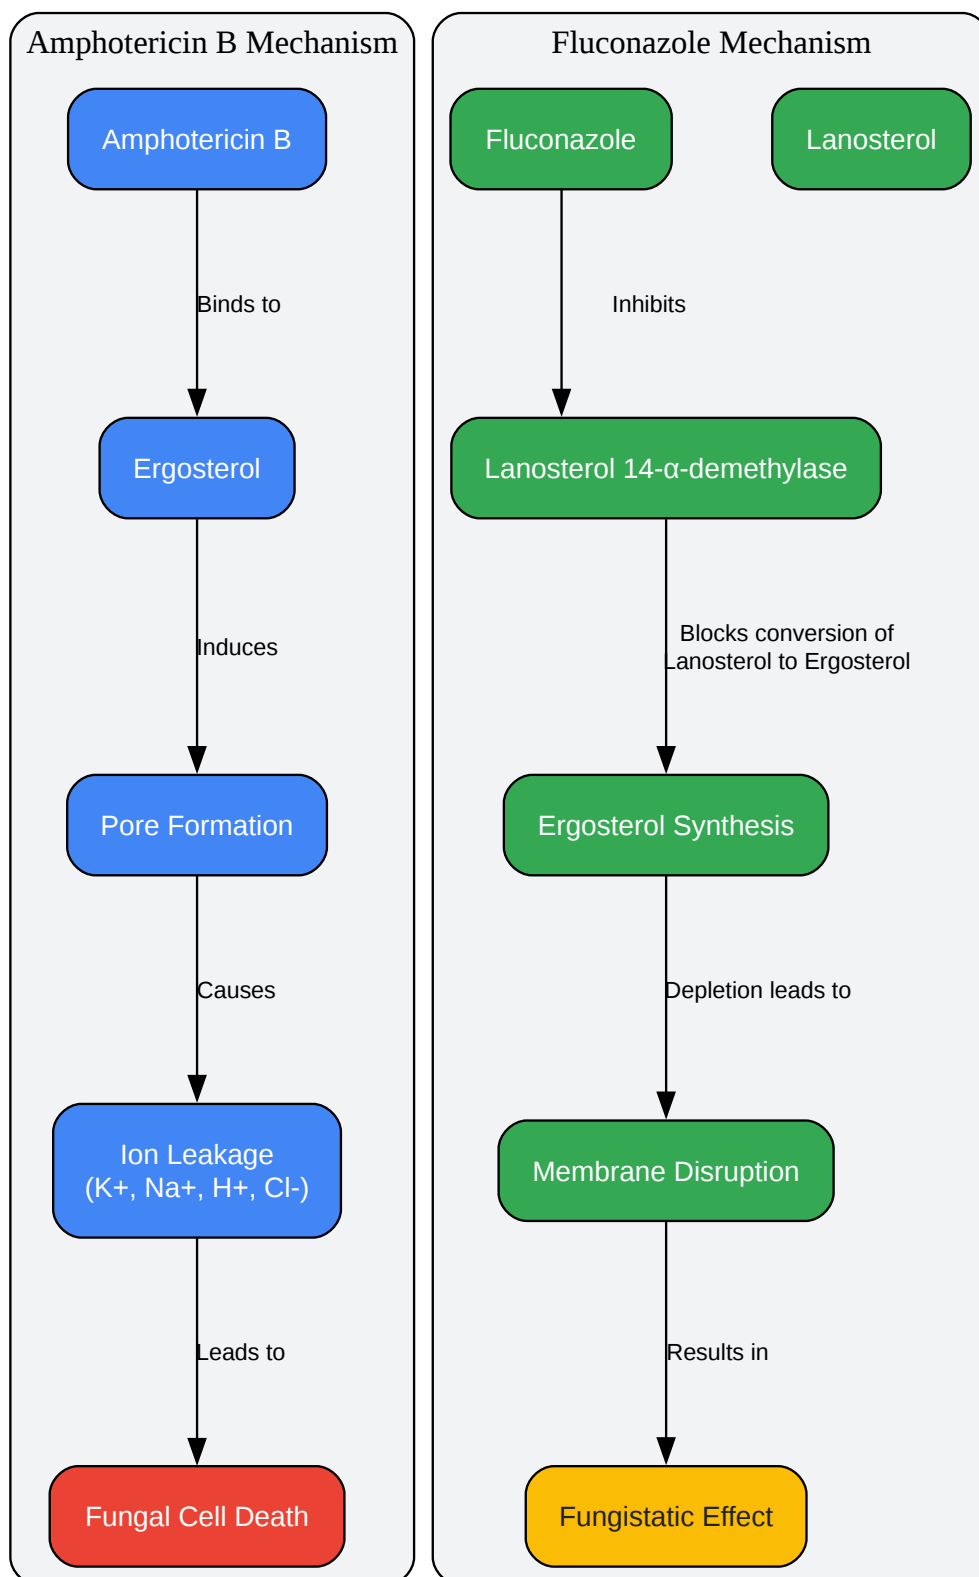 Amphotericin B Mechanism
Amphotericin B
Binds to
Ergosterol
Induces
Pore Formation
Causes
Ion Leakage
(K+, Na+, H+, Cl-)
Leads to
Fungal Cell Death
Fluconazole Mechanism
Fluconazole
Lanosterol
Inhibits
Lanosterol 14-α-demethylase
Blocks conversion of
Lanosterol to Ergosterol
Ergosterol Synthesis
Depletion leads to
Membrane Disruption
Results in
Fungistatic Effect